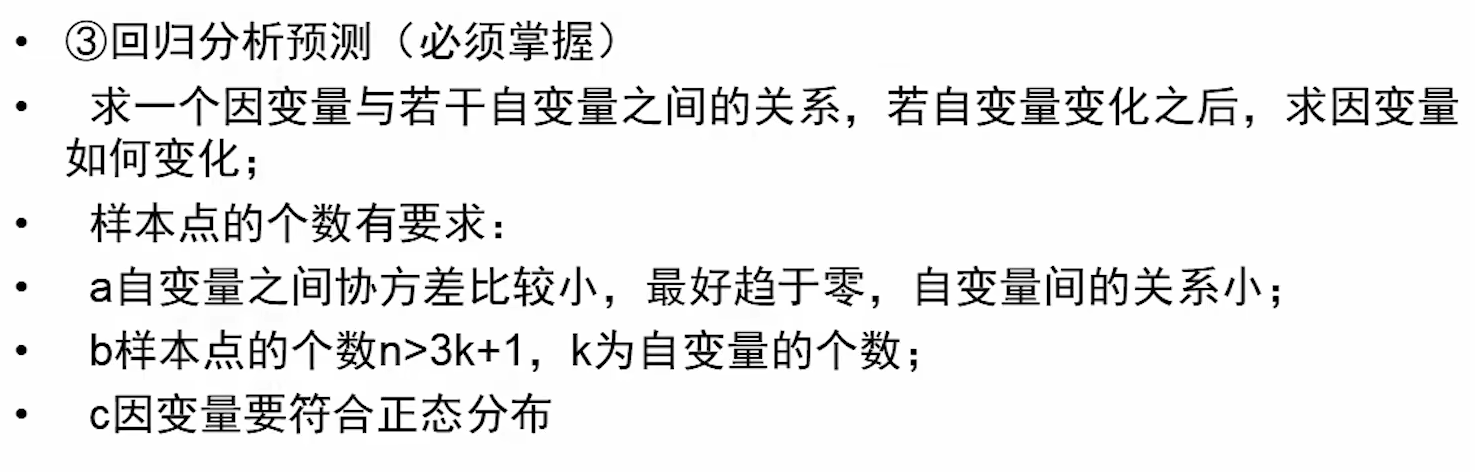 • ③回归分析预测（必须掌握）
• 求一个因变量与若干自变量之间的关系，若自变量变化之后，求因变量
如何变化；
• 样本点的个数有要求：
• a自变量之间协方差比较小，最好趋于零，自变量间的关系小；
• b样本点的个数n>3k+1，k为自变量的个数；
• c因变量要符合正态分布